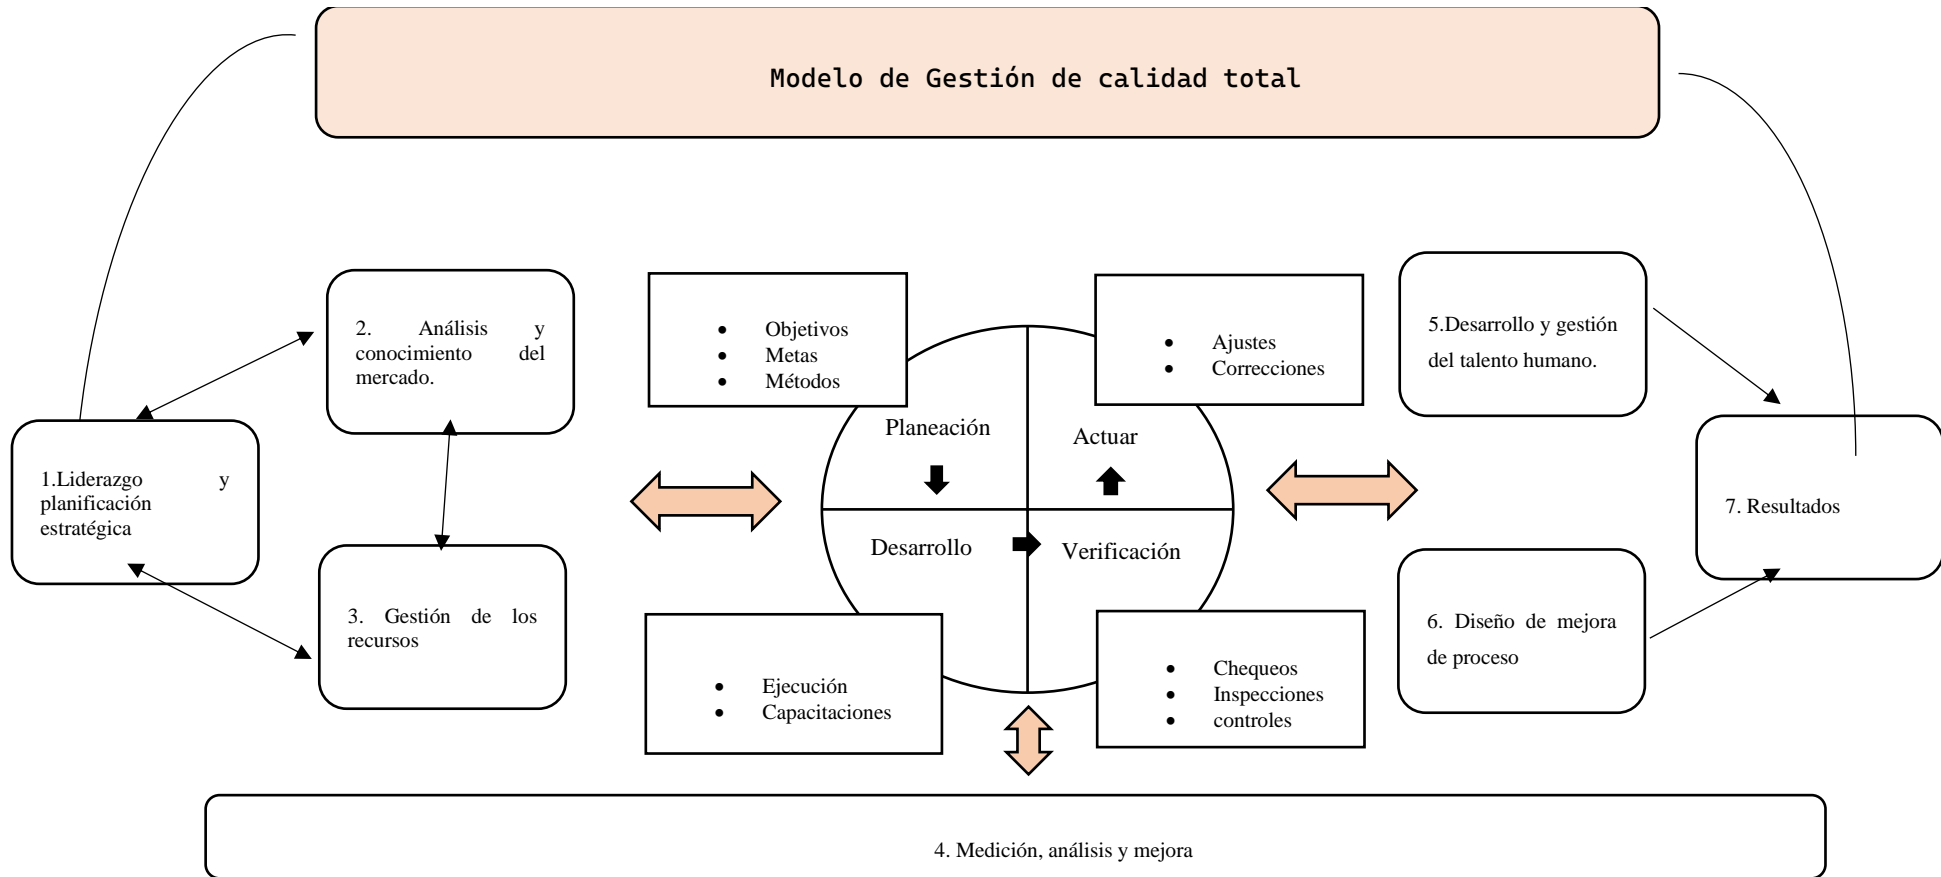 Modelo de Gestión de calidad total
1.Liderazgo y
planificación
estratégica
2. Análisis y
conocimiento del
mercado.
3. Gestión de los
recursos
• Objetivos
• Metas
• Métodos
• Ajustes
• Correcciones
Planeación
Actuar
Desarrollo
Verificación
• Ejecución
• Capacitaciones
• Chequeos
• Inspecciones
• controles
5.Desarrollo y gestión
del talento humano.
6. Diseño de mejora
de proceso
7. Resultados
4. Medición, análisis y mejora